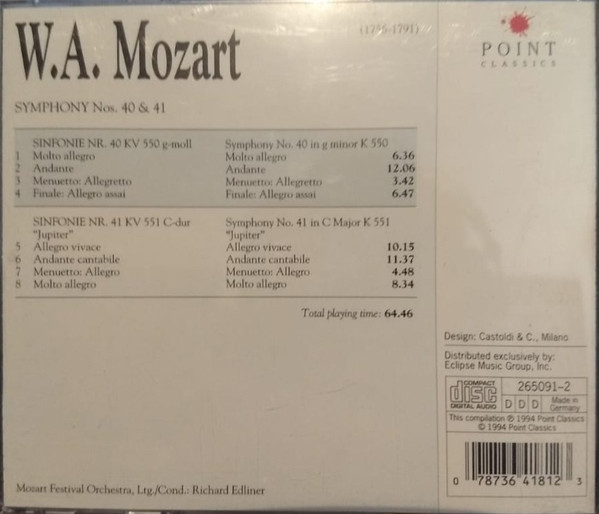 W.A. Mozart
(1756-1791)
POINT
CLASSICS
SYMPHONY Nos. 40 & 41
SINFONIE NR. 40 KV 550 g-moll Symphony No. 40 in g minor K 550
1 Molto allegro Molto allegro 6.36
2 Andante Andante 12.06
3 Menuetto: Allegretto Menuetto: Allegretto 3.42
4 Finale: Allegro assai Finale: Allegro assai 6.47
SINFONIE NR. 41 KV 551 C-dur Symphony No. 41 in C Major K 551
"Jupiter" "Jupiter"
5 Allegro vivace Allegro vivace 10.15
6 Andante cantabile Andante cantabile 11.37
7 Menuetto: Allegro Menuetto: Allegro 4.48
8 Molto allegro Molto allegro 8.34
Total playing time: 64.46
Design: Castoldi & C., Milano
Distributed exclusively by:
Eclipse Music Group, Inc.
COMPACT
disc
DIGITAL AUDIO
265091-2
D D D
Made in
Germany
This compilation ℗ 1994 Point Classics
© 1994 Point Classics
0 78736 41812 3
Mozart Festival Orchestra, Ltg./Cond.: Richard Edliner